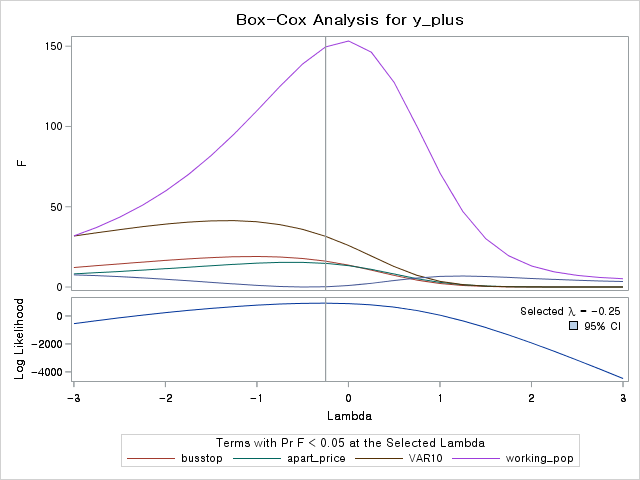 Box-Cox Analysis for y_plus
150
100
50
0
F
0
-2000
-4000
Log Likelihood
Selected λ = -0.25
95% CI
-3 -2 -1 0 1 2 3
Lambda
Terms with Pr F < 0.05 at the Selected Lambda
busstop apart_price VAR10 working_pop